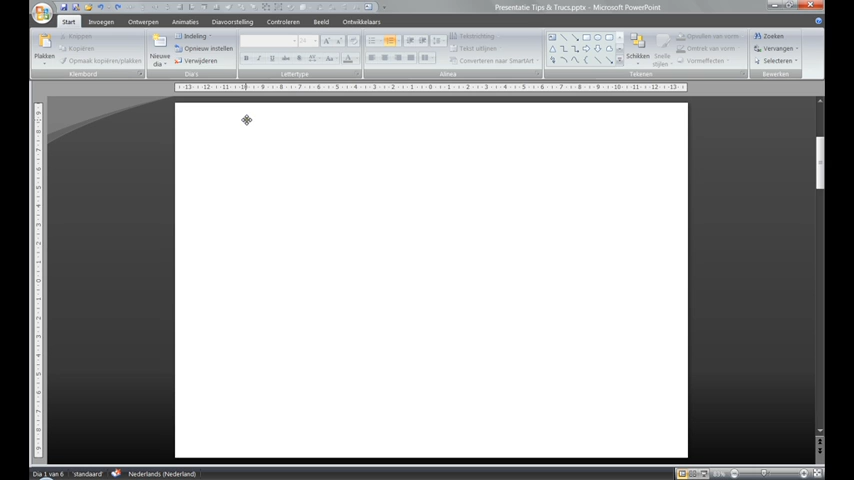 Presentatie Tips & Trucs.pptx - Microsoft PowerPoint
Start Invoegen Ontwerpen Animaties Diavoorstelling Controleren Beeld Ontwikkelaars
Knippen Indeling Tekstrichting Opvullen van vorm Zoeken
Plakken Kopiëren Nieuwe dia Opnieuw instellen Tekst uitlijnen Schikken Snelle stijlen Omtrek van vorm Vervangen
Opmaak kopiëren/plakken Verwijderen Converteren naar SmartArt Vormeffecten Selecteren
Klembord Dia's Lettertype Alinea Tekenen Bewerken
Dia 1 van 6 'standaard' Nederlands (Nederland)